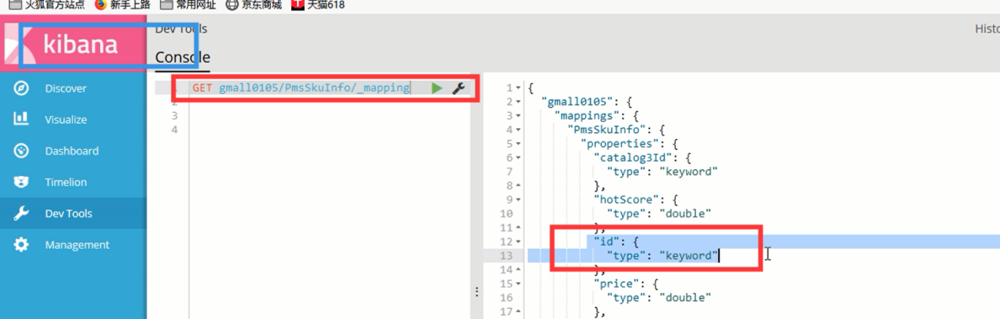 火狐官方站点 新手上路 常用网址 京东商城 天猫618
kibana
Discover
Visualize
Dashboard
Timelion
Dev Tools
Management
Dev Tools
Histo
Console
1 GET gmall0105/PmsSkuInfo/_mapping
2
3
4
1 {
2 "gmall0105": {
3 "mappings": {
4 "PmsSkuInfo": {
5 "properties": {
6 "catalog3Id": {
7 "type": "keyword"
8 },
9 "hotScore": {
10 "type": "double"
11 },
12 "id": {
13 "type": "keyword"
14 },
15 "price": {
16 "type": "double"
17 },